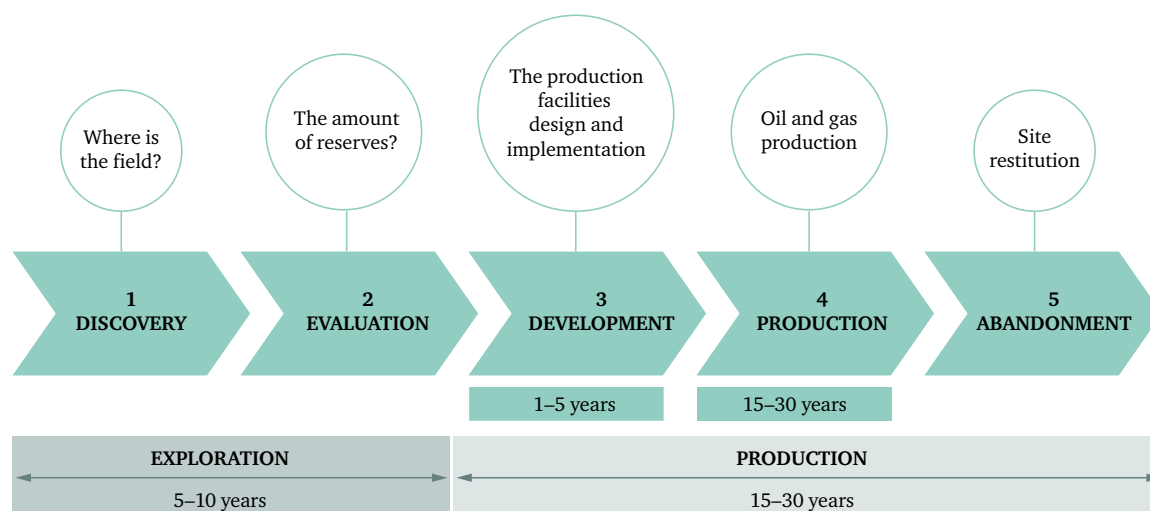 Where is
the field?
The amount
of reserves?
The production
facilities
design and
implementation
Oil and gas
production
Site
restitution
1
DISCOVERY
2
EVALUATION
3
DEVELOPMENT
4
PRODUCTION
5
ABANDONMENT
1–5 years
15–30 years
EXPLORATION
PRODUCTION
5–10 years
15–30 years